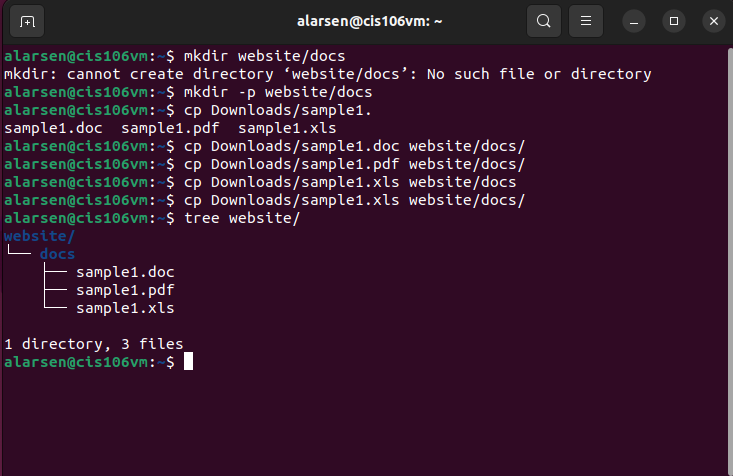 alarsen@cis106vm: ~
alarsen@cis106vm:~$ mkdir website/docs
mkdir: cannot create directory ‘website/docs’: No such file or directory
alarsen@cis106vm:~$ mkdir -p website/docs
alarsen@cis106vm:~$ cp Downloads/sample1.
sample1.doc  sample1.pdf  sample1.xls
alarsen@cis106vm:~$ cp Downloads/sample1.doc website/docs/
alarsen@cis106vm:~$ cp Downloads/sample1.pdf website/docs/
alarsen@cis106vm:~$ cp Downloads/sample1.xls website/docs
alarsen@cis106vm:~$ cp Downloads/sample1.xls website/docs/
alarsen@cis106vm:~$ tree website/
website/
└── docs
    ├── sample1.doc
    ├── sample1.pdf
    └── sample1.xls
1 directory, 3 files
alarsen@cis106vm:~$